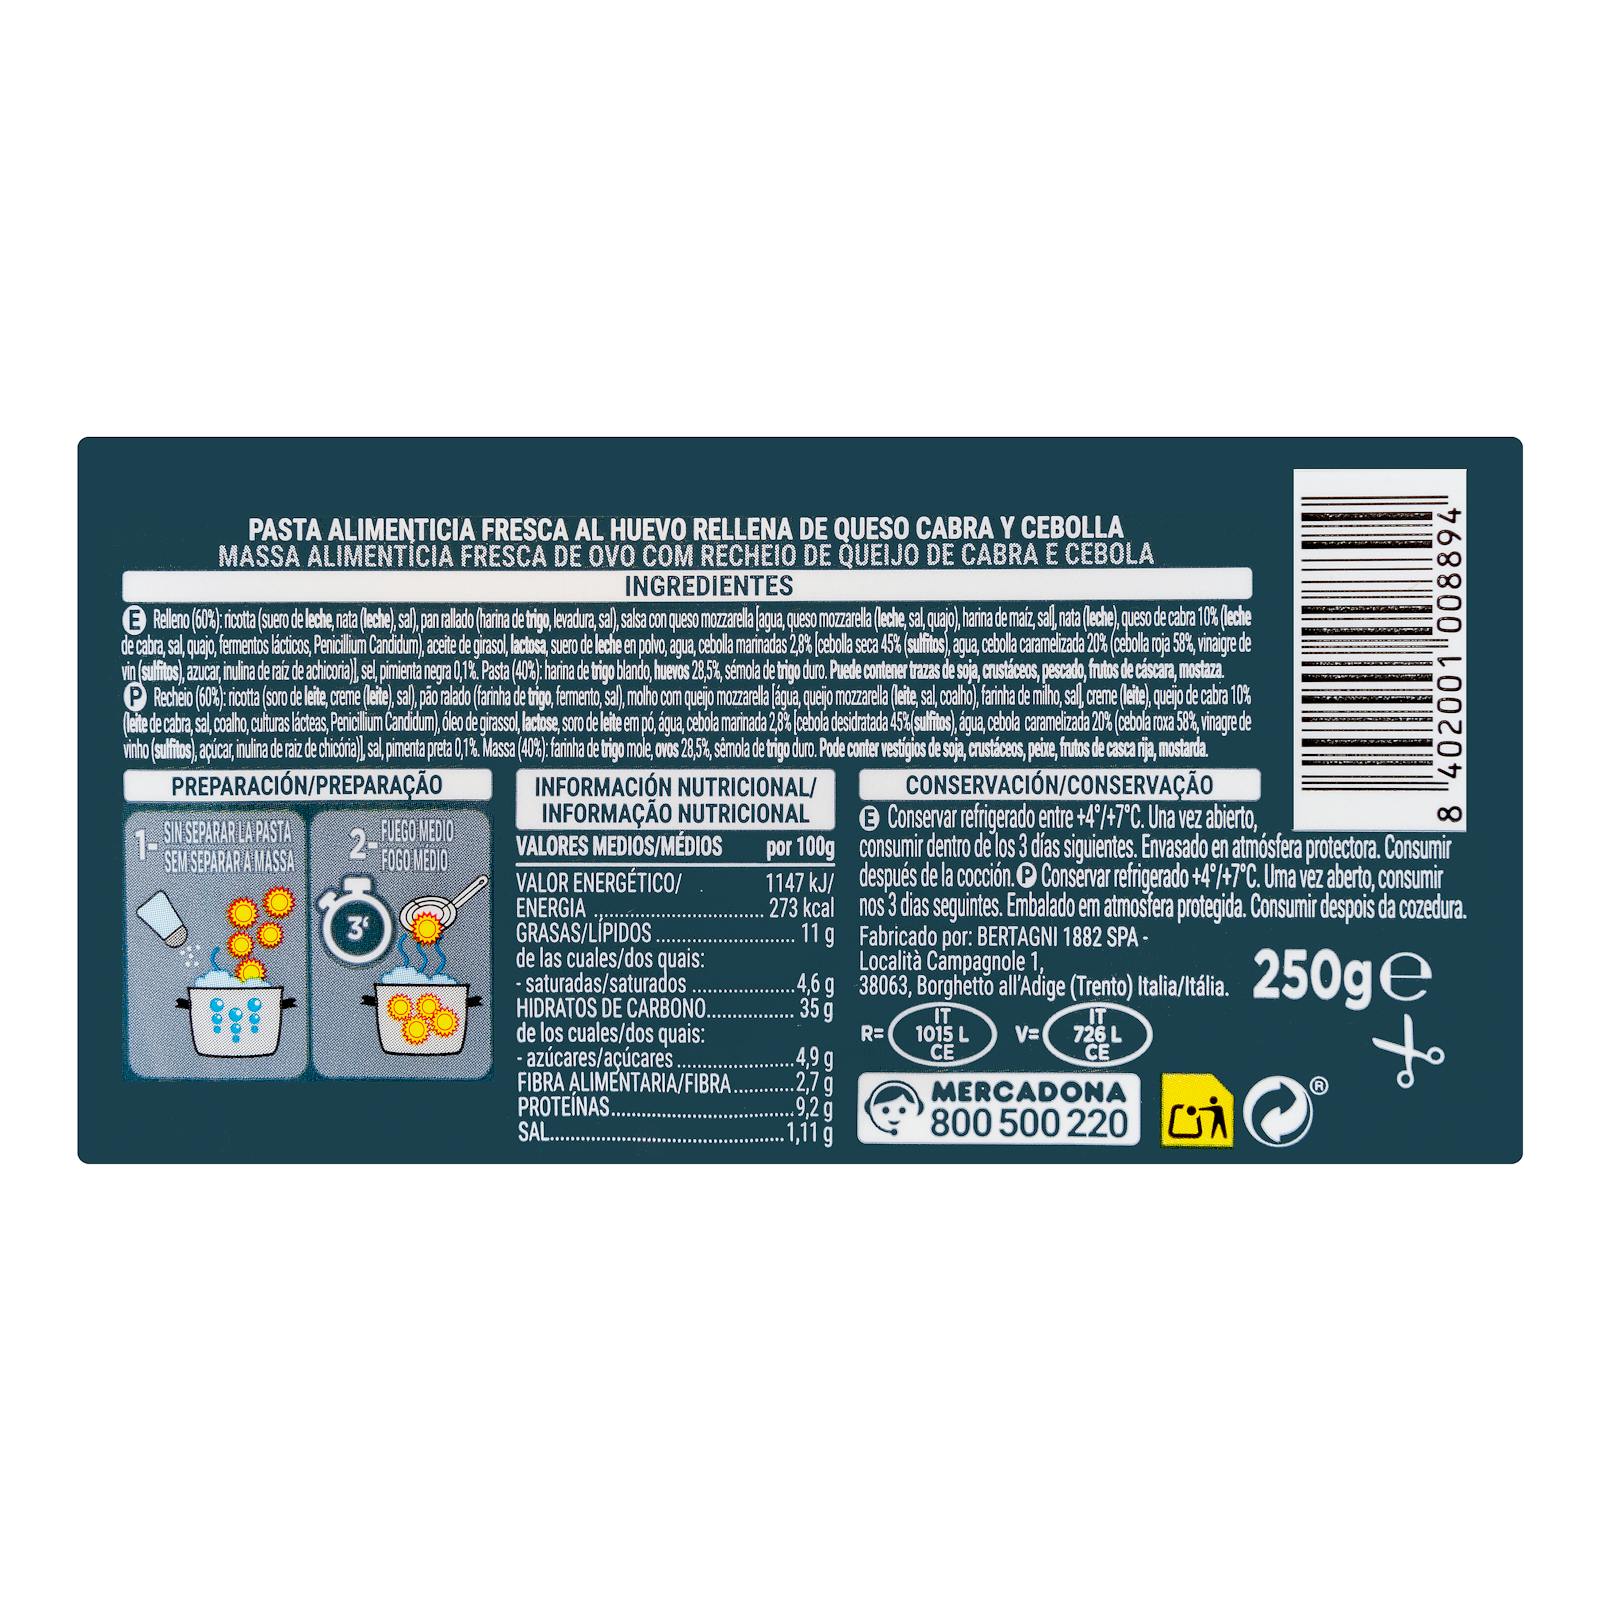 PASTA ALIMENTICIA FRESCA AL HUEVO RELLENA DE QUESO CABRA Y CEBOLLA
MASSA ALIMENTÍCIA FRESCA DE OVO COM RECHEIO DE QUEIJO DE CABRA E CEBOLA
INGREDIENTES
E Relleno (60%): ricotta (suero de leche, nata (leche), sal), pan rallado (harina de trigo, levadura, sal), salsa con queso mozzarella [agua, queso mozzarella (leche, sal, quajo), harina de maíz, sal], nata (leche), queso de cabra 10% (leche
de cabra, sal, quajo, fermentos lácticos, Penicillium Candidum), aceite de girasol, lactosa, suero de leche en polvo, agua, cebolla marinadas 2,8% [cebolla seca 45% (sulfitos), agua, cebolla caramelizada 20% (cebolla roja 58%, vinaigre de
vin (sulfitos), azucar, inulina de raíz de achicoria)], sel, pimienta negra 0,1%. Pasta (40%): harina de trigo blando, huevos 28,5%, sémola de trigo duro. Puede contener trazas de soja, crustáceos, pescado, frutos de cáscara, mostaza.
P Recheio (60%): ricotta (soro de leite, creme (leite), sal), pão ralado (farinha de trigo, fermento, sal), molho com queijo mozzarella [água, queijo mozzarella (leite, sal, coalho), farinha de milho, sal], creme (leite), queijo de cabra 10%
(leite de cabra, sal, coalho, culturas lácteas, Penicillium Candidum), óleo de girassol, lactose, soro de leite em pó, água, cebola marinada 2,8% [cebola desidratada 45% (sulfitos), água, cebola caramelizada 20% (cebola roxa 58%, vinagre de
vinho (sulfitos), açúcar, inulina de raiz de chicória)], sal, pimenta preta 0,1%. Massa (40%): farinha de trigo mole, ovos 28,5%, sêmola de trigo duro. Pode conter vestígios de soja, crustáceos, peixe, frutos de casca rija, mostarda.
PREPARACIÓN/PREPARAÇÃO
1- SIN SEPARAR LA PASTA
SEM SEPARAR A MASSA
2- FUEGO MEDIO
FOGO MÉDIO
3‘
INFORMACIÓN NUTRICIONAL/
INFORMAÇÃO NUTRICIONAL
VALORES MEDIOS/MÉDIOS por 100g
VALOR ENERGÉTICO/ 1147 kJ/
ENERGIA 273 kcal
GRASAS/LÍPIDOS 11 g
de las cuales/dos quais:
- saturadas/saturados 4,6 g
HIDRATOS DE CARBONO 35 g
de los cuales/dos quais:
- azúcares/açúcares 4,9 g
FIBRA ALIMENTARIA/FIBRA 2,7 g
PROTEÍNAS 9,2 g
SAL 1,11 g
CONSERVACIÓN/CONSERVAÇÃO
E Conservar refrigerado entre +4°/+7°C. Una vez abierto,
consumir dentro de los 3 días siguientes. Envasado en atmósfera protectora. Consumir
después de la cocción. P Conservar refrigerado +4°/+7°C. Uma vez aberto, consumir
nos 3 dias seguintes. Embalado em atmosfera protegida. Consumir despois da cozedura.
Fabricado por: BERTAGNI 1882 SPA -
Località Campagnole 1,
38063, Borghetto all'Adige (Trento) Italia/Itália.
250g e
R= IT 1015 L CE V= IT 726 L CE
MERCADONA
800 500 220
®
8 402001 008894